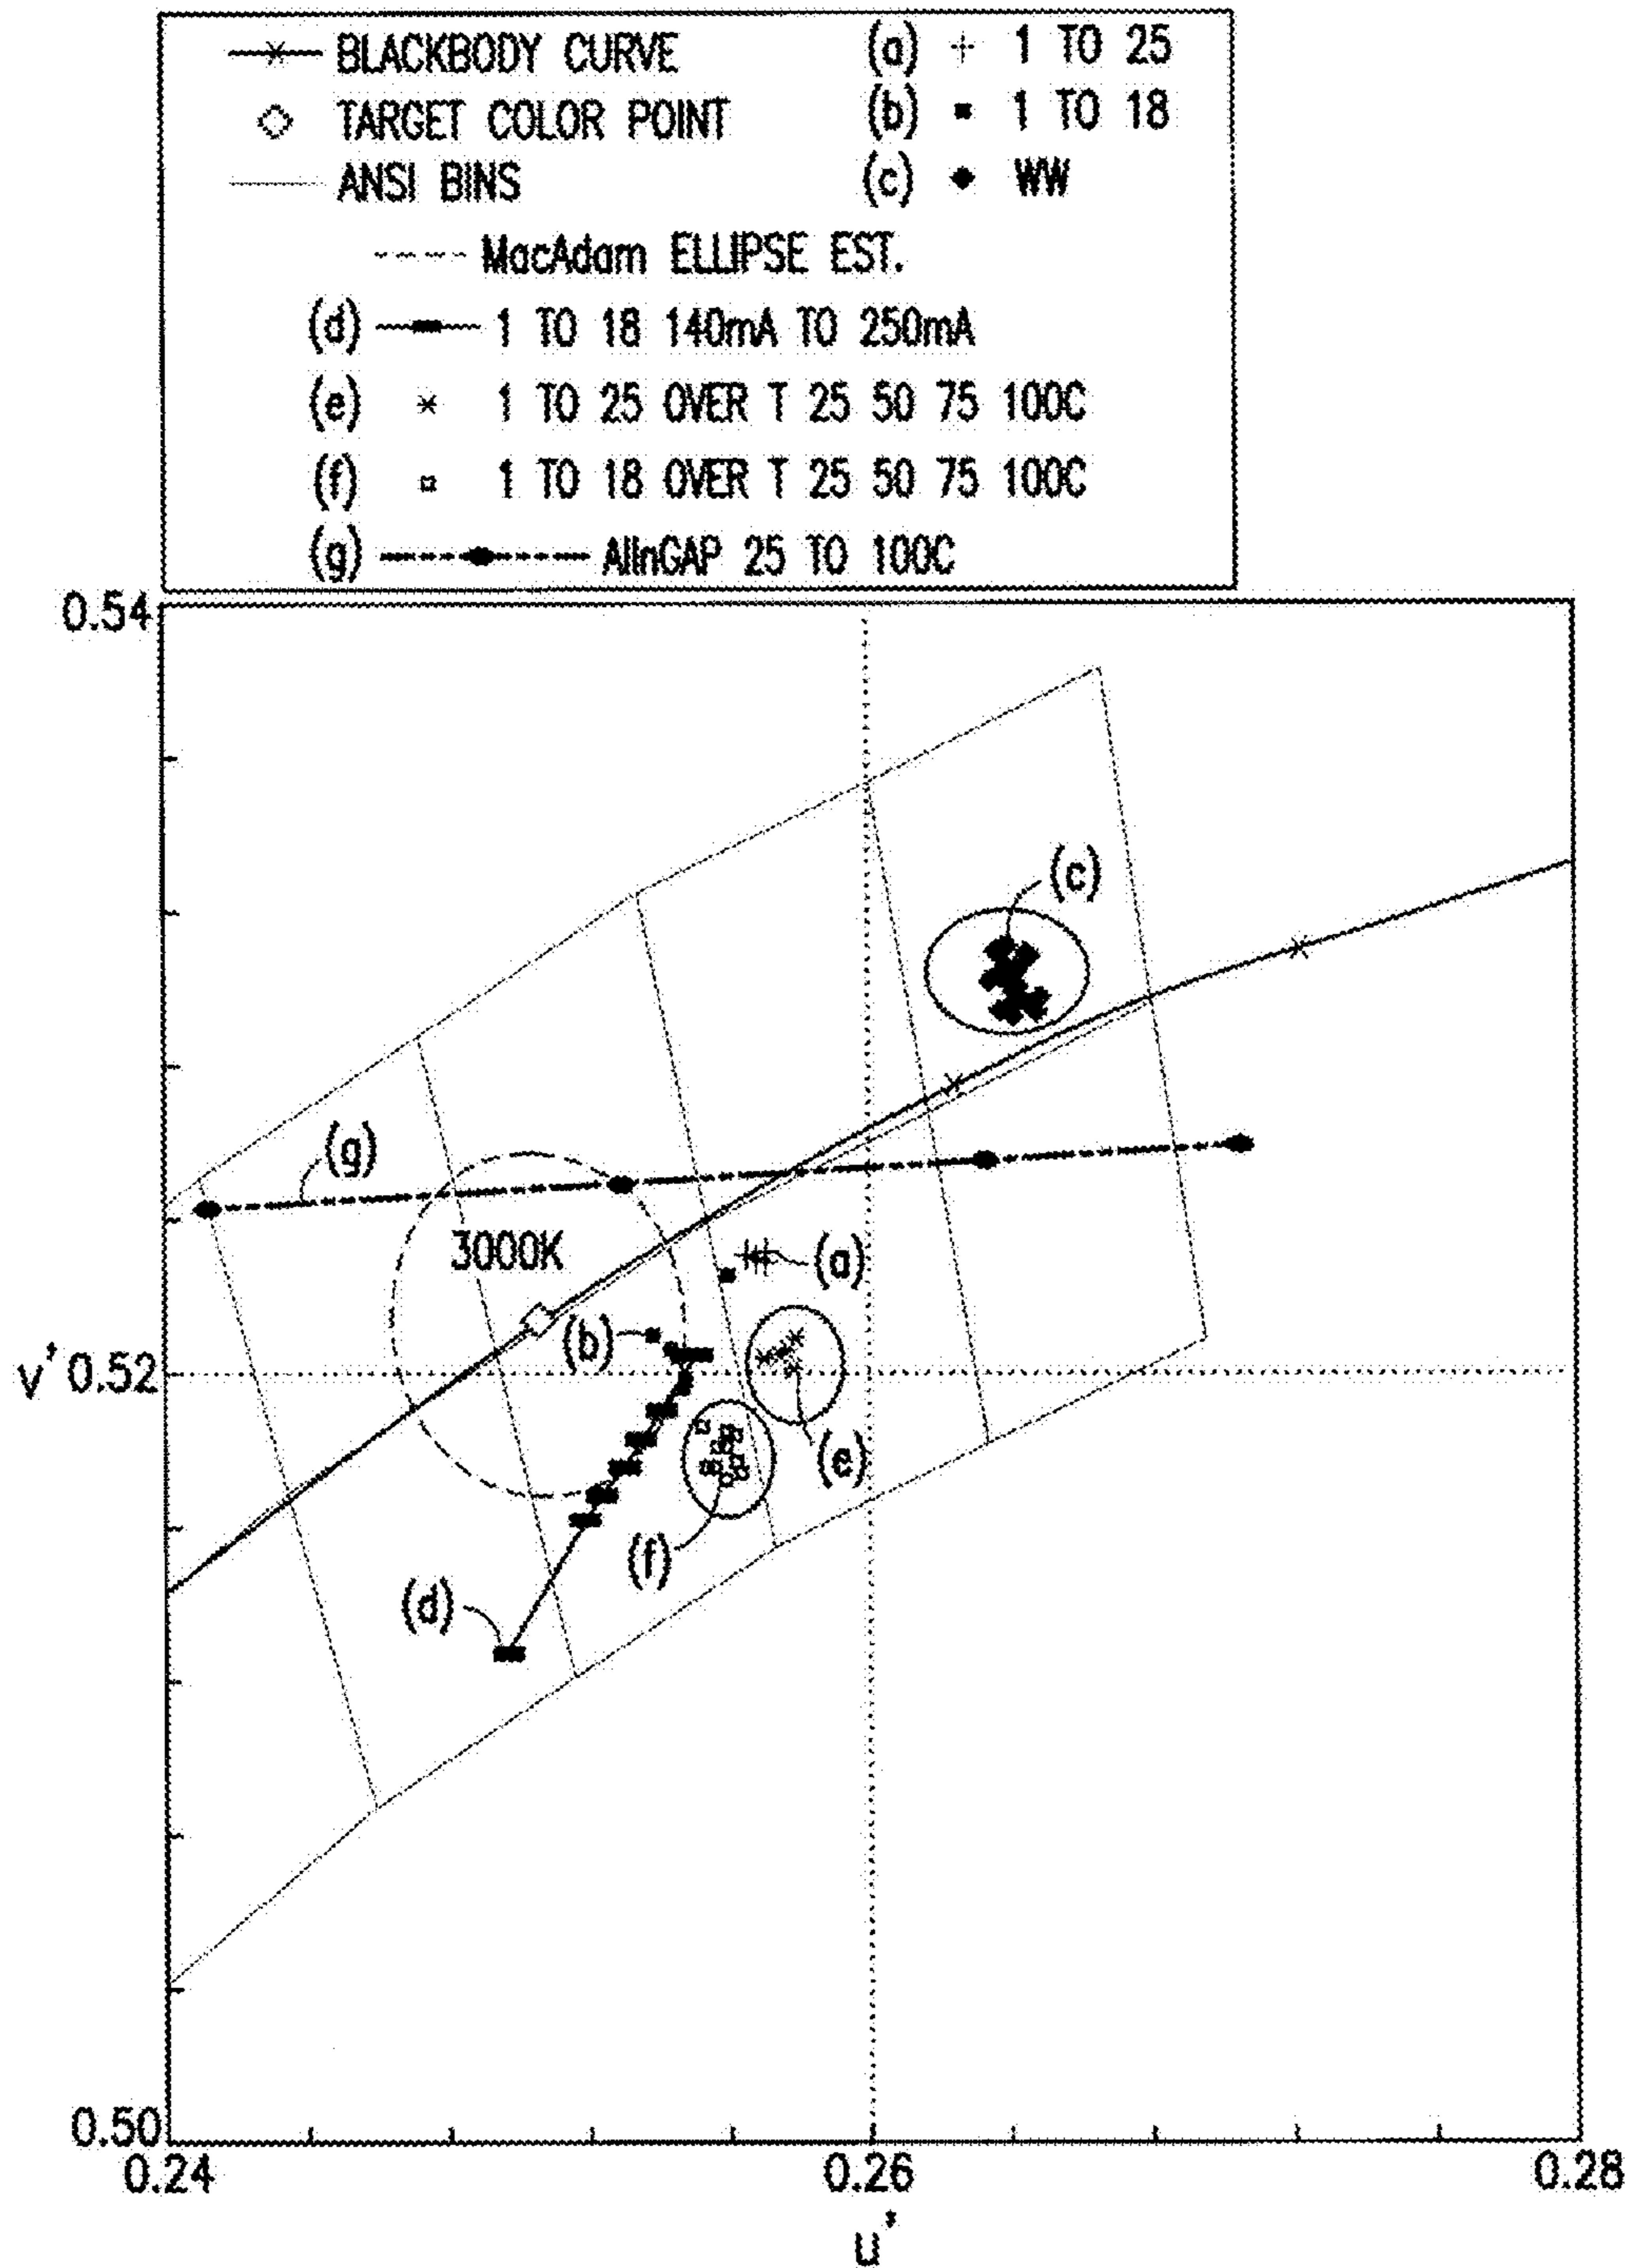 BLACKBODY CURVE
TARGET COLOR POINT
ANSI BINS
(a) 1 TO 25
(b) 1 TO 18
(c) WW
MacAdam ELLIPSE EST.
(d) 1 TO 18 140mA TO 250mA
(e) 1 TO 25 OVER T 25 50 75 100C
(f) 1 TO 18 OVER T 25 50 75 100C
(g) AllnGAP 25 TO 100C
0.54
(c)
(g)
3000K
(a)
(b)
v' 0.52
(e)
(f)
(d)
0.50
0.24
0.26
0.28
u'